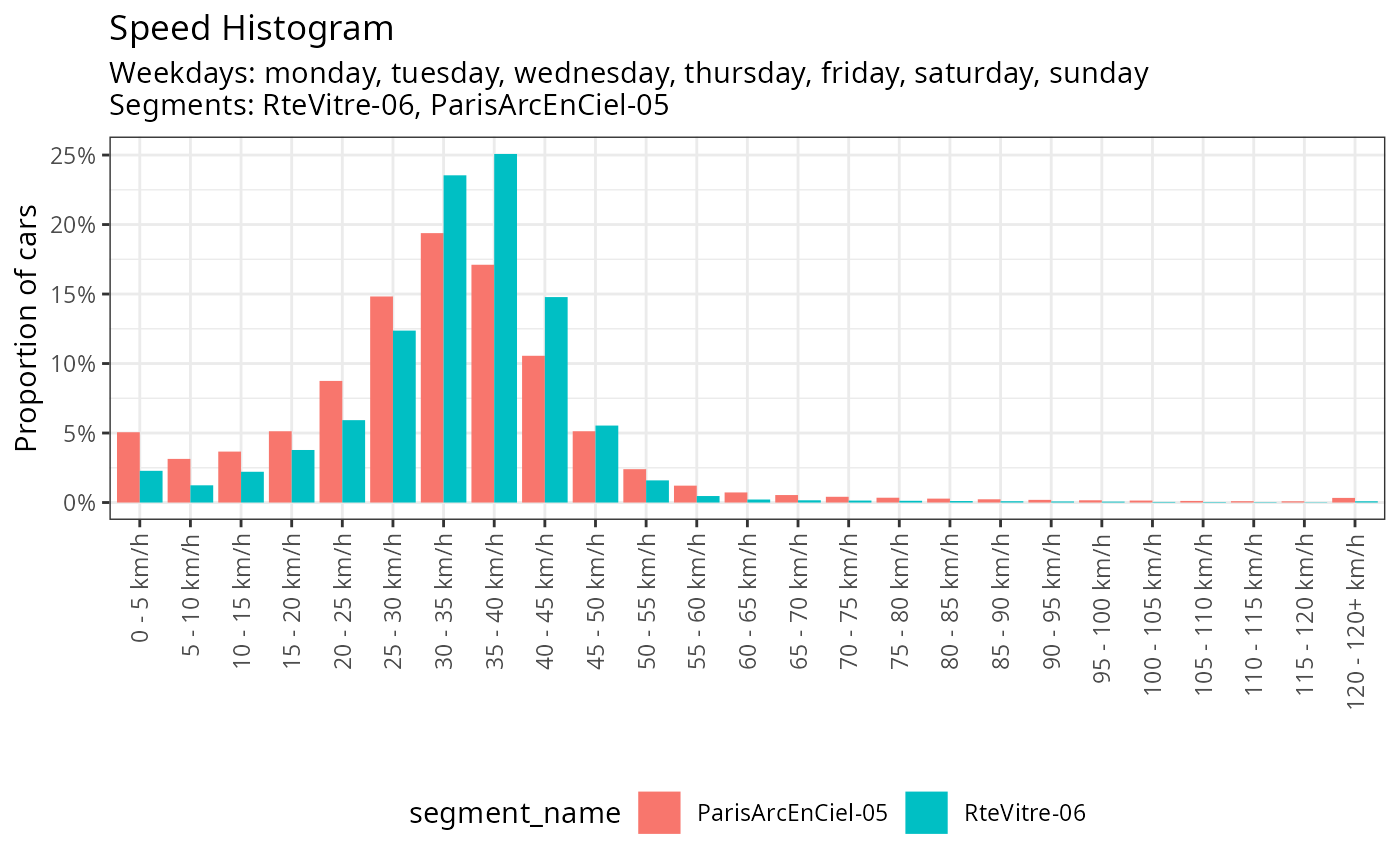 Speed Histogram
Weekdays: monday, tuesday, wednesday, thursday, friday, saturday, sunday
Segments: RteVitre-06, ParisArcEnCiel-05
Proportion of cars
25%
20%
15%
10%
5%
0%
0 - 5 km/h
5 - 10 km/h
10 - 15 km/h
15 - 20 km/h
20 - 25 km/h
25 - 30 km/h
30 - 35 km/h
35 - 40 km/h
40 - 45 km/h
45 - 50 km/h
50 - 55 km/h
55 - 60 km/h
60 - 65 km/h
65 - 70 km/h
70 - 75 km/h
75 - 80 km/h
80 - 85 km/h
85 - 90 km/h
90 - 95 km/h
95 - 100 km/h
100 - 105 km/h
105 - 110 km/h
110 - 115 km/h
115 - 120 km/h
120 - 120+ km/h
segment_name
ParisArcEnCiel-05
RteVitre-06